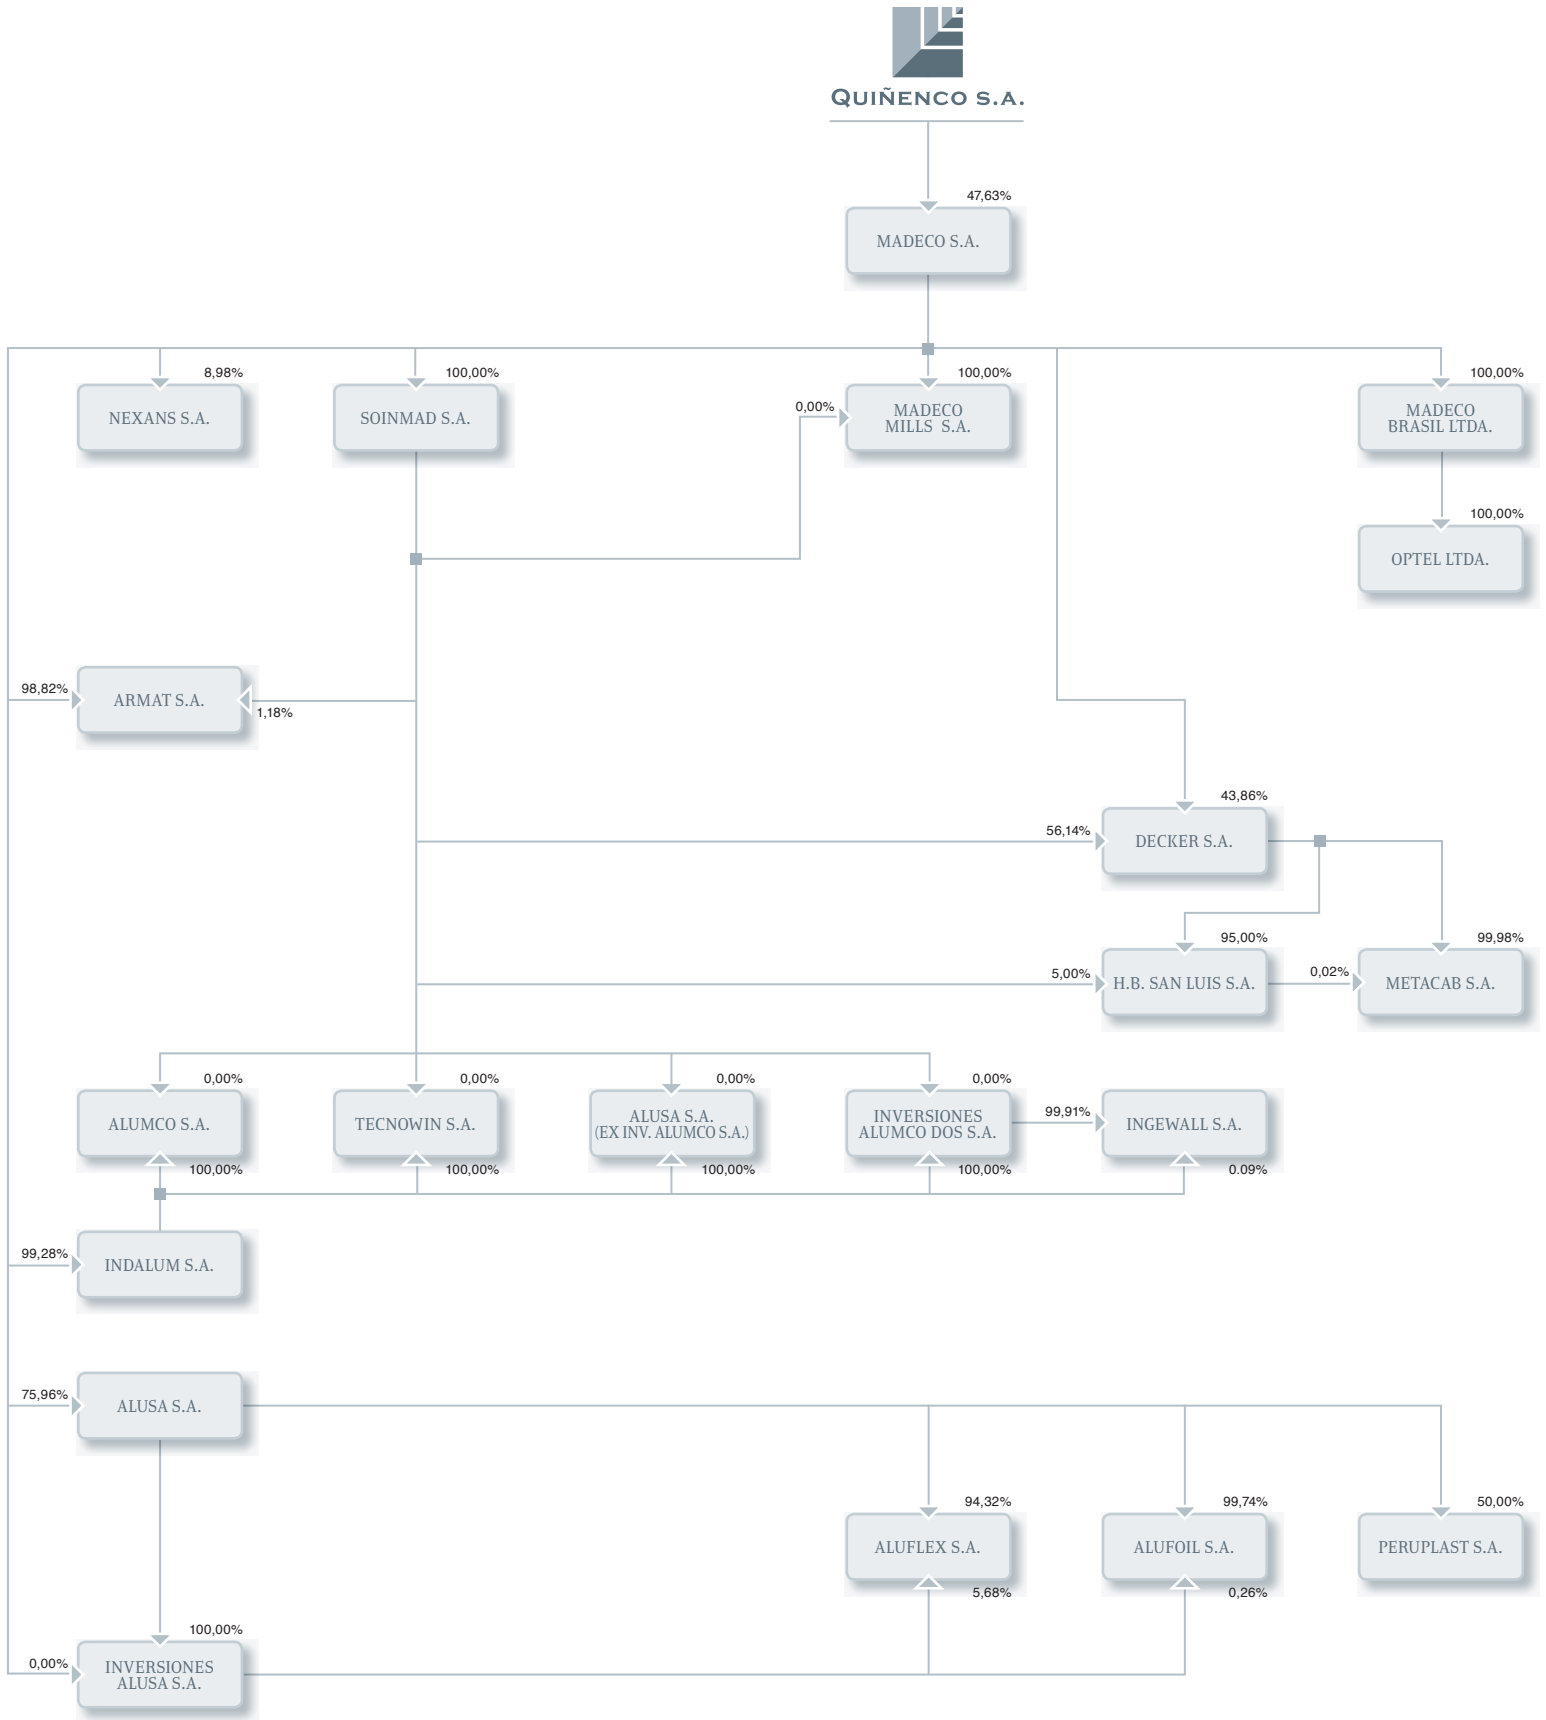 QUIÑENCO S.A.
47,63%
MADECO S.A.
8,98%
NEXANS S.A.
100,00%
SOINMAD S.A.
0,00%
100,00%
MADECO
MILLS S.A.
100,00%
MADECO
BRASIL LTDA.
100,00%
OPTEL LTDA.
98,82%
ARMAT S.A.
1,18%
43,86%
56,14%
DECKER S.A.
95,00%
5,00%
H.B. SAN LUIS S.A.
99,98%
0,02%
METACAB S.A.
0,00%
ALUMCO S.A.
100,00%
0,00%
TECNOWIN S.A.
100,00%
0,00%
ALUSA S.A.
(EX INV. ALUMCO S.A.)
100,00%
0,00%
INVERSIONES
ALUMCO DOS S.A.
100,00%
99,91%
INGEWALL S.A.
0.09%
99,28%
INDALUM S.A.
75,96%
ALUSA S.A.
94,32%
ALUFLEX S.A.
5,68%
99,74%
ALUFOIL S.A.
0,26%
50,00%
PERUPLAST S.A.
100,00%
0,00%
INVERSIONES
ALUSA S.A.